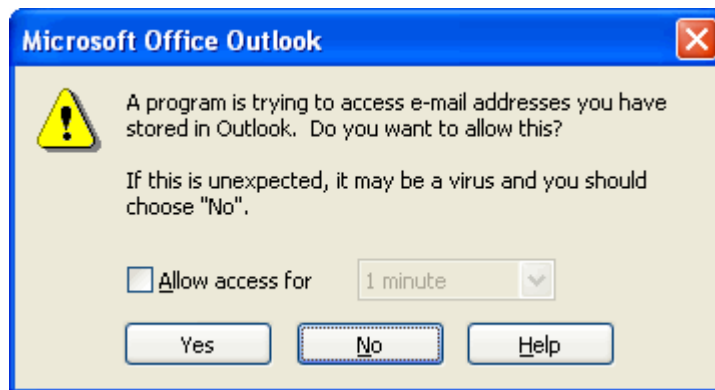 Microsoft Office Outlook
A program is trying to access e-mail addresses you have
stored in Outlook. Do you want to allow this?
If this is unexpected, it may be a virus and you should
choose "No".
Allow access for 1 minute
Yes No Help